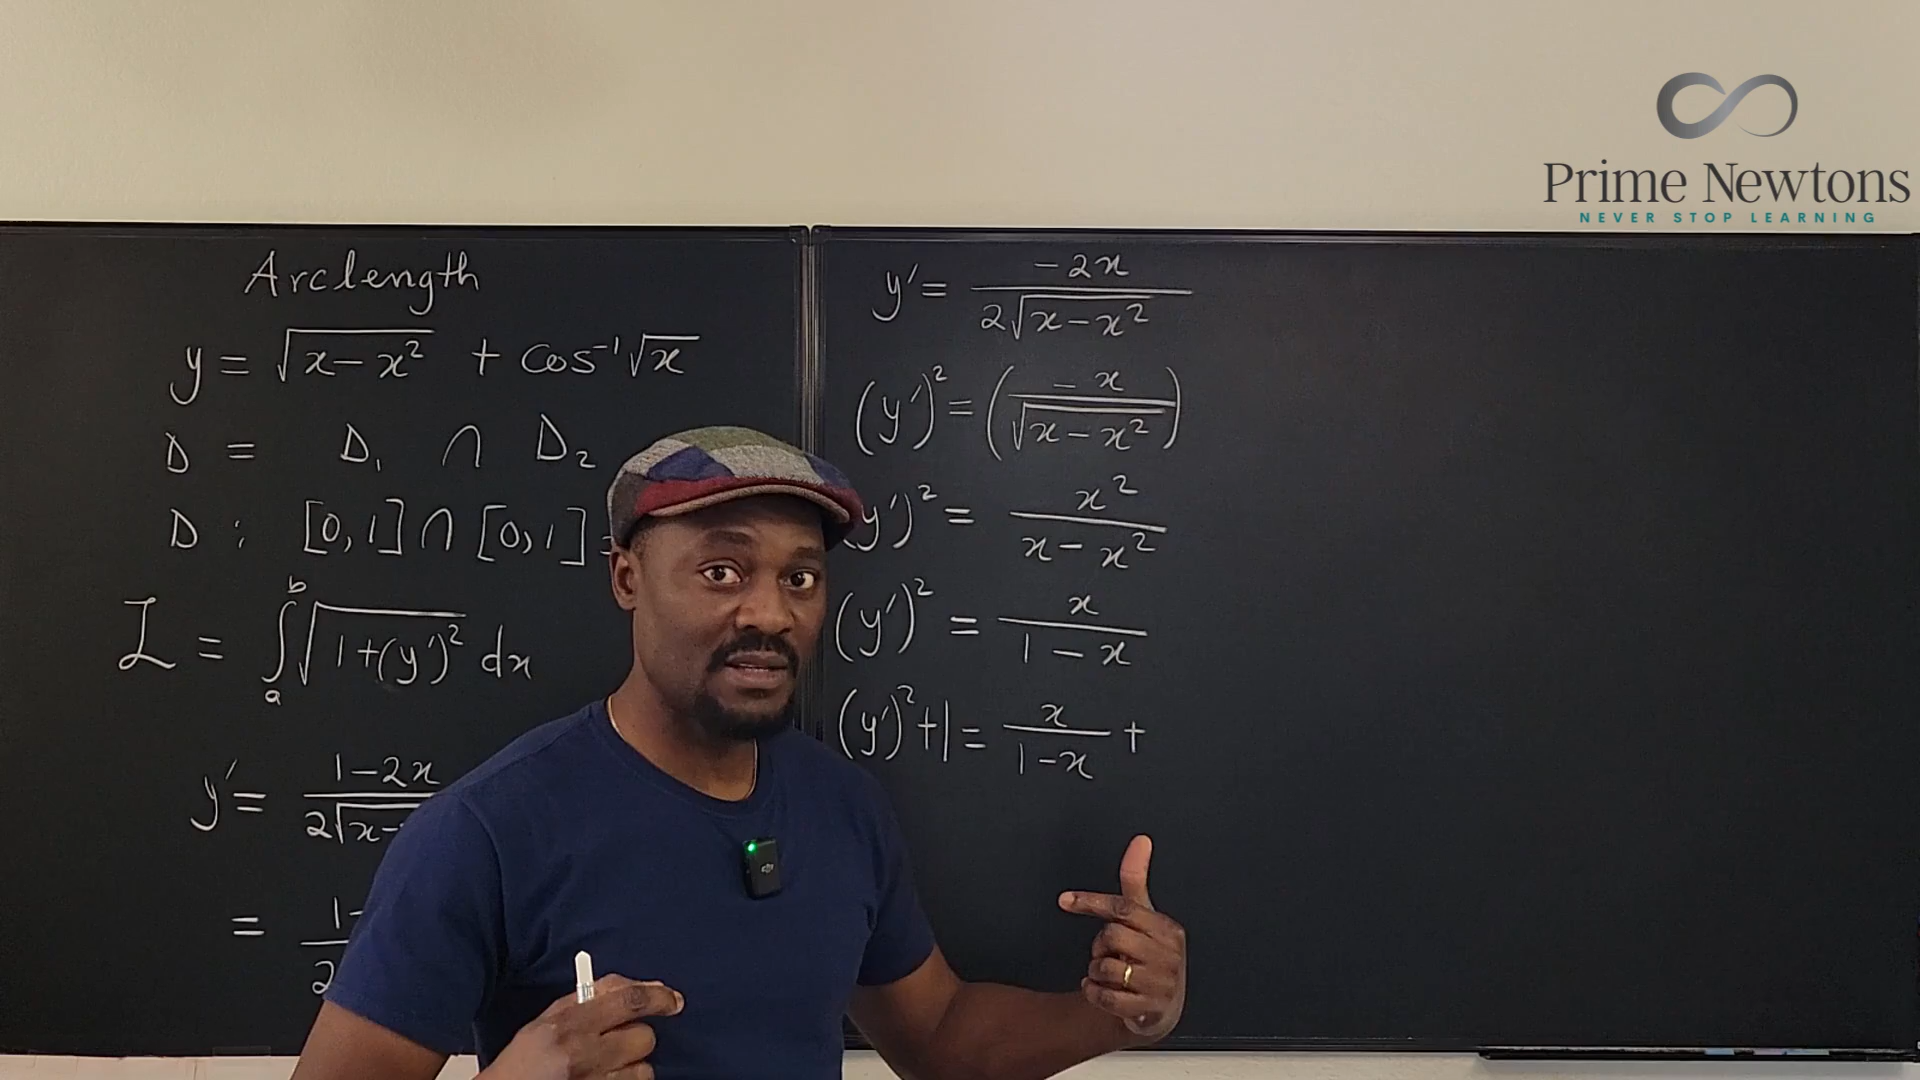 Prime Newtons
NEVER STOP LEARNING
Arclength
y = √(x-x²) + cos⁻¹√x
D = D₁ ∩ D₂
D : [0,1] ∩ [0,1] =
L = ∫ₐᵇ √(1+(y')²) dx
y' = (1-2x)/(2√(x-
= 1-
2
y' = (-2x)/(2√(x-x²))
(y')² = (-x/√(x-x²))
y')² = x²/(x-x²)
(y')² = x/(1-x)
(y')²+1 = x/(1-x) +